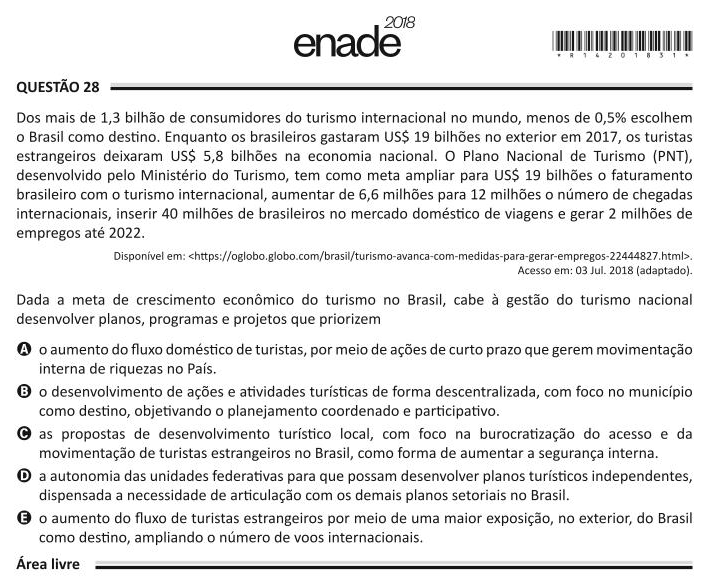 enade2018
*R14201831*
QUESTÃO 28
Dos mais de 1,3 bilhão de consumidores do turismo internacional no mundo, menos de 0,5% escolhem
o Brasil como destino. Enquanto os brasileiros gastaram US$ 19 bilhões no exterior em 2017, os turistas
estrangeiros deixaram US$ 5,8 bilhões na economia nacional. O Plano Nacional de Turismo (PNT),
desenvolvido pelo Ministério do Turismo, tem como meta ampliar para US$ 19 bilhões o faturamento
brasileiro com o turismo internacional, aumentar de 6,6 milhões para 12 milhões o número de chegadas
internacionais, inserir 40 milhões de brasileiros no mercado doméstico de viagens e gerar 2 milhões de
empregos até 2022.
Disponível em: <https://oglobo.globo.com/brasil/turismo-avanca-com-medidas-para-gerar-empregos-22444827.html>.
Acesso em: 03 Jul. 2018 (adaptado).
Dada a meta de crescimento econômico do turismo no Brasil, cabe à gestão do turismo nacional
desenvolver planos, programas e projetos que priorizem
A o aumento do fluxo doméstico de turistas, por meio de ações de curto prazo que gerem movimentação
interna de riquezas no País.
B o desenvolvimento de ações e atividades turísticas de forma descentralizada, com foco no município
como destino, objetivando o planejamento coordenado e participativo.
C as propostas de desenvolvimento turístico local, com foco na burocratização do acesso e da
movimentação de turistas estrangeiros no Brasil, como forma de aumentar a segurança interna.
D a autonomia das unidades federativas para que possam desenvolver planos turísticos independentes,
dispensada a necessidade de articulação com os demais planos setoriais no Brasil.
E o aumento do fluxo de turistas estrangeiros por meio de uma maior exposição, no exterior, do Brasil
como destino, ampliando o número de voos internacionais.
Área livre